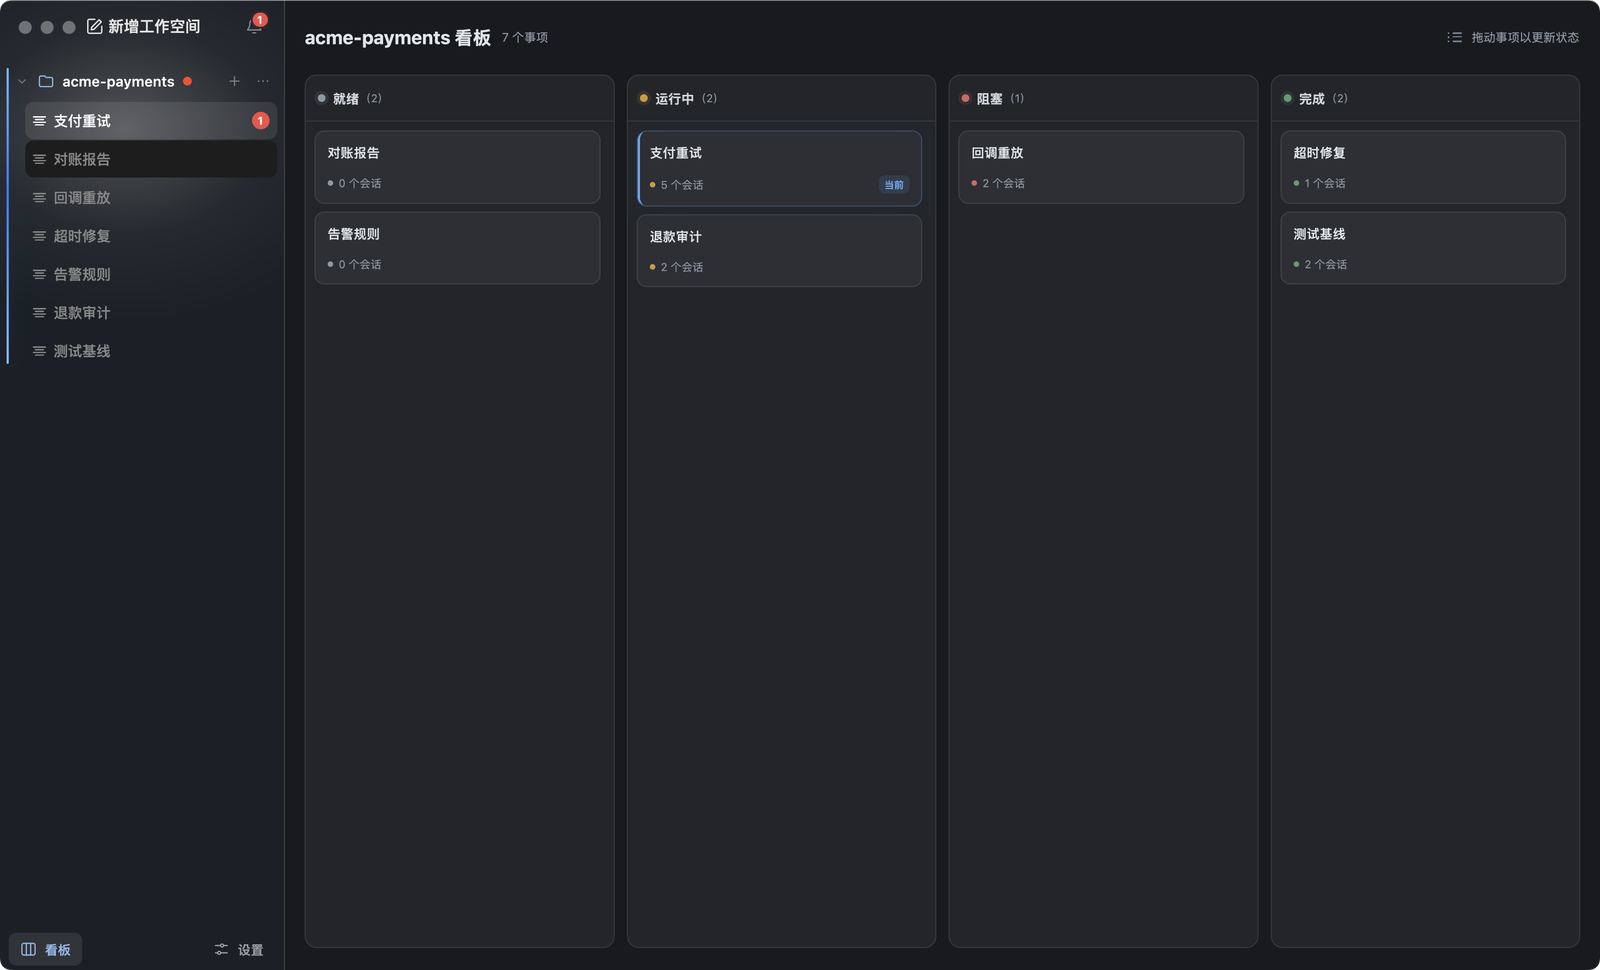 新增工作空间
1
acme-payments
支付重试
1
对账报告
回调重放
超时修复
告警规则
退款审计
测试基线
看板
设置
acme-payments 看板 7 个事项
拖动事项以更新状态
就绪 (2)
对账报告
0 个会话
告警规则
0 个会话
运行中 (2)
支付重试
5 个会话
当前
退款审计
2 个会话
阻塞 (1)
回调重放
2 个会话
完成 (2)
超时修复
1 个会话
测试基线
2 个会话